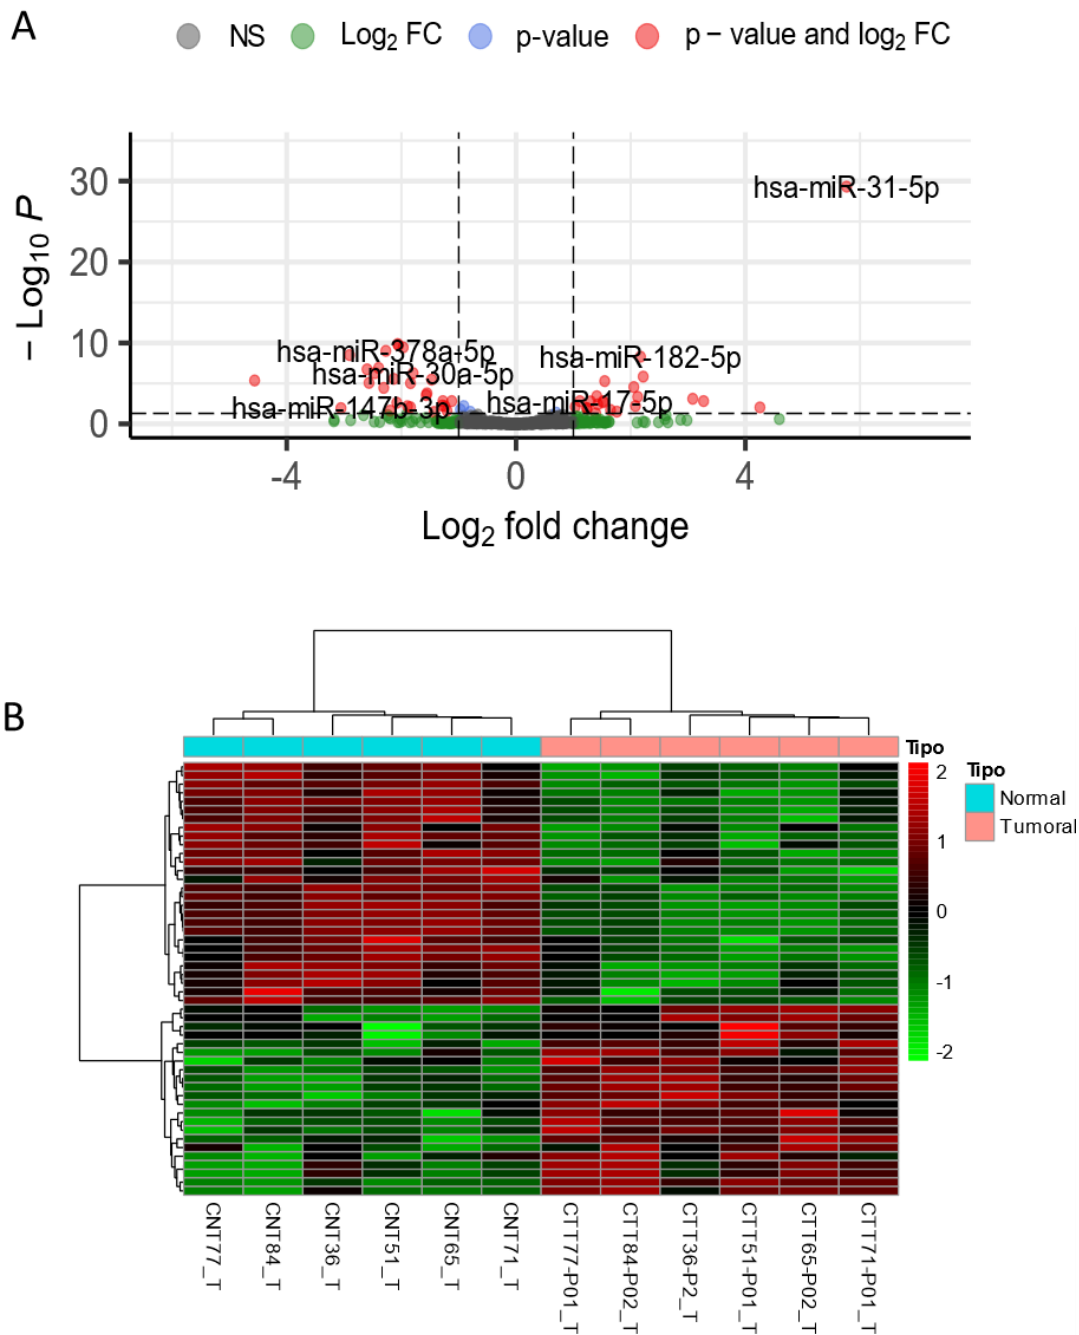 A
NS Log2 FC p-value p − value and log2 FC
− Log10 P
30
20
10
0
hsa-miR-31-5p
hsa-miR-378a-5p
hsa-miR-182-5p
hsa-miR-30a-5p
hsa-miR-147b-3p
hsa-miR-17-5p
-4 0 4
Log2 fold change
B
Tipo
2
1
0
-1
-2
Tipo
Normal
Tumoral
CNT77_T
CNT84_T
CNT36_T
CNT51_T
CNT65_T
CNT71_T
CTT77-P01_T
CTT84-P02_T
CTT36-P2_T
CTT51-P01_T
CTT65-P02_T
CTT71-P01_T